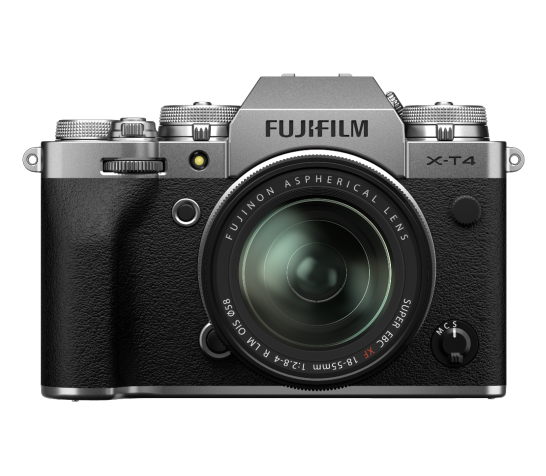 FUJIFILM
X-T4
FUJINON ASPHERICAL LENS
SUPER EBC XF 18-55mm 1:2.8-4 R LM OIS Ø58
M C S